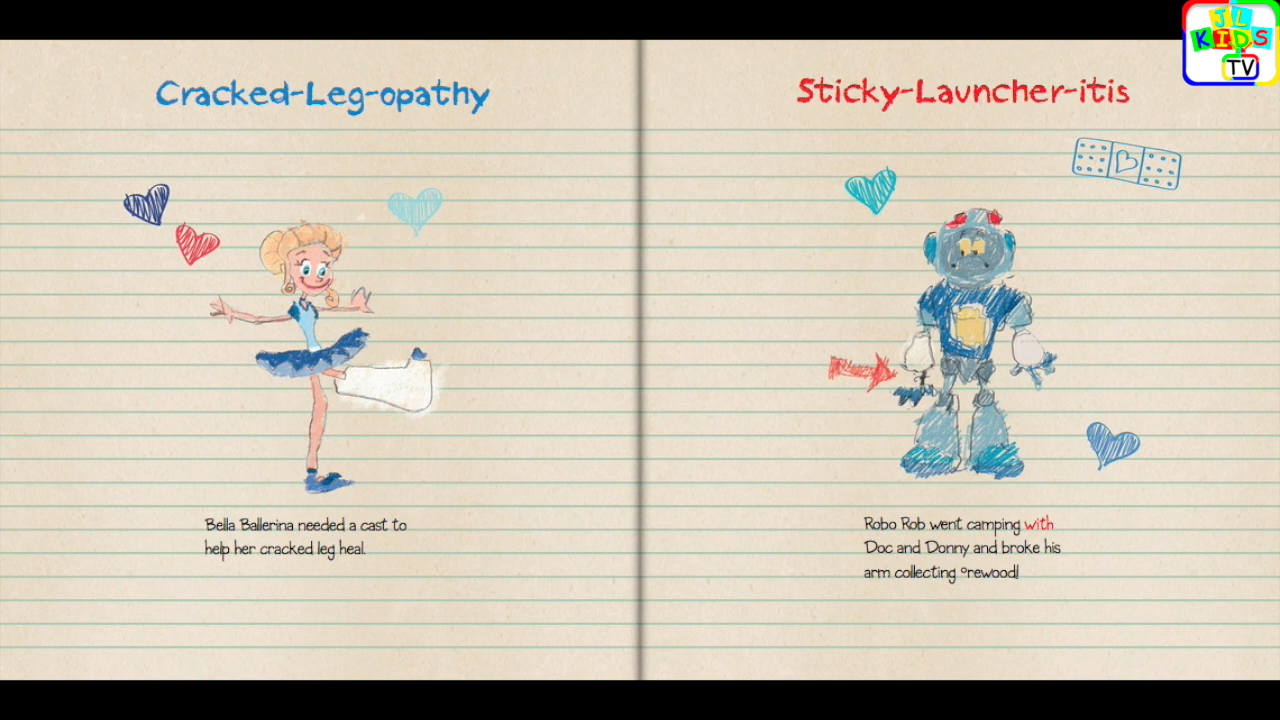 JL
KIDS
TV
Cracked-Leg-opathy
Bella Ballerina needed a cast to
help her cracked leg heal.
Sticky-Launcher-itis
Robo Rob went camping with
Doc and Donny and broke his
arm collecting °rewood!